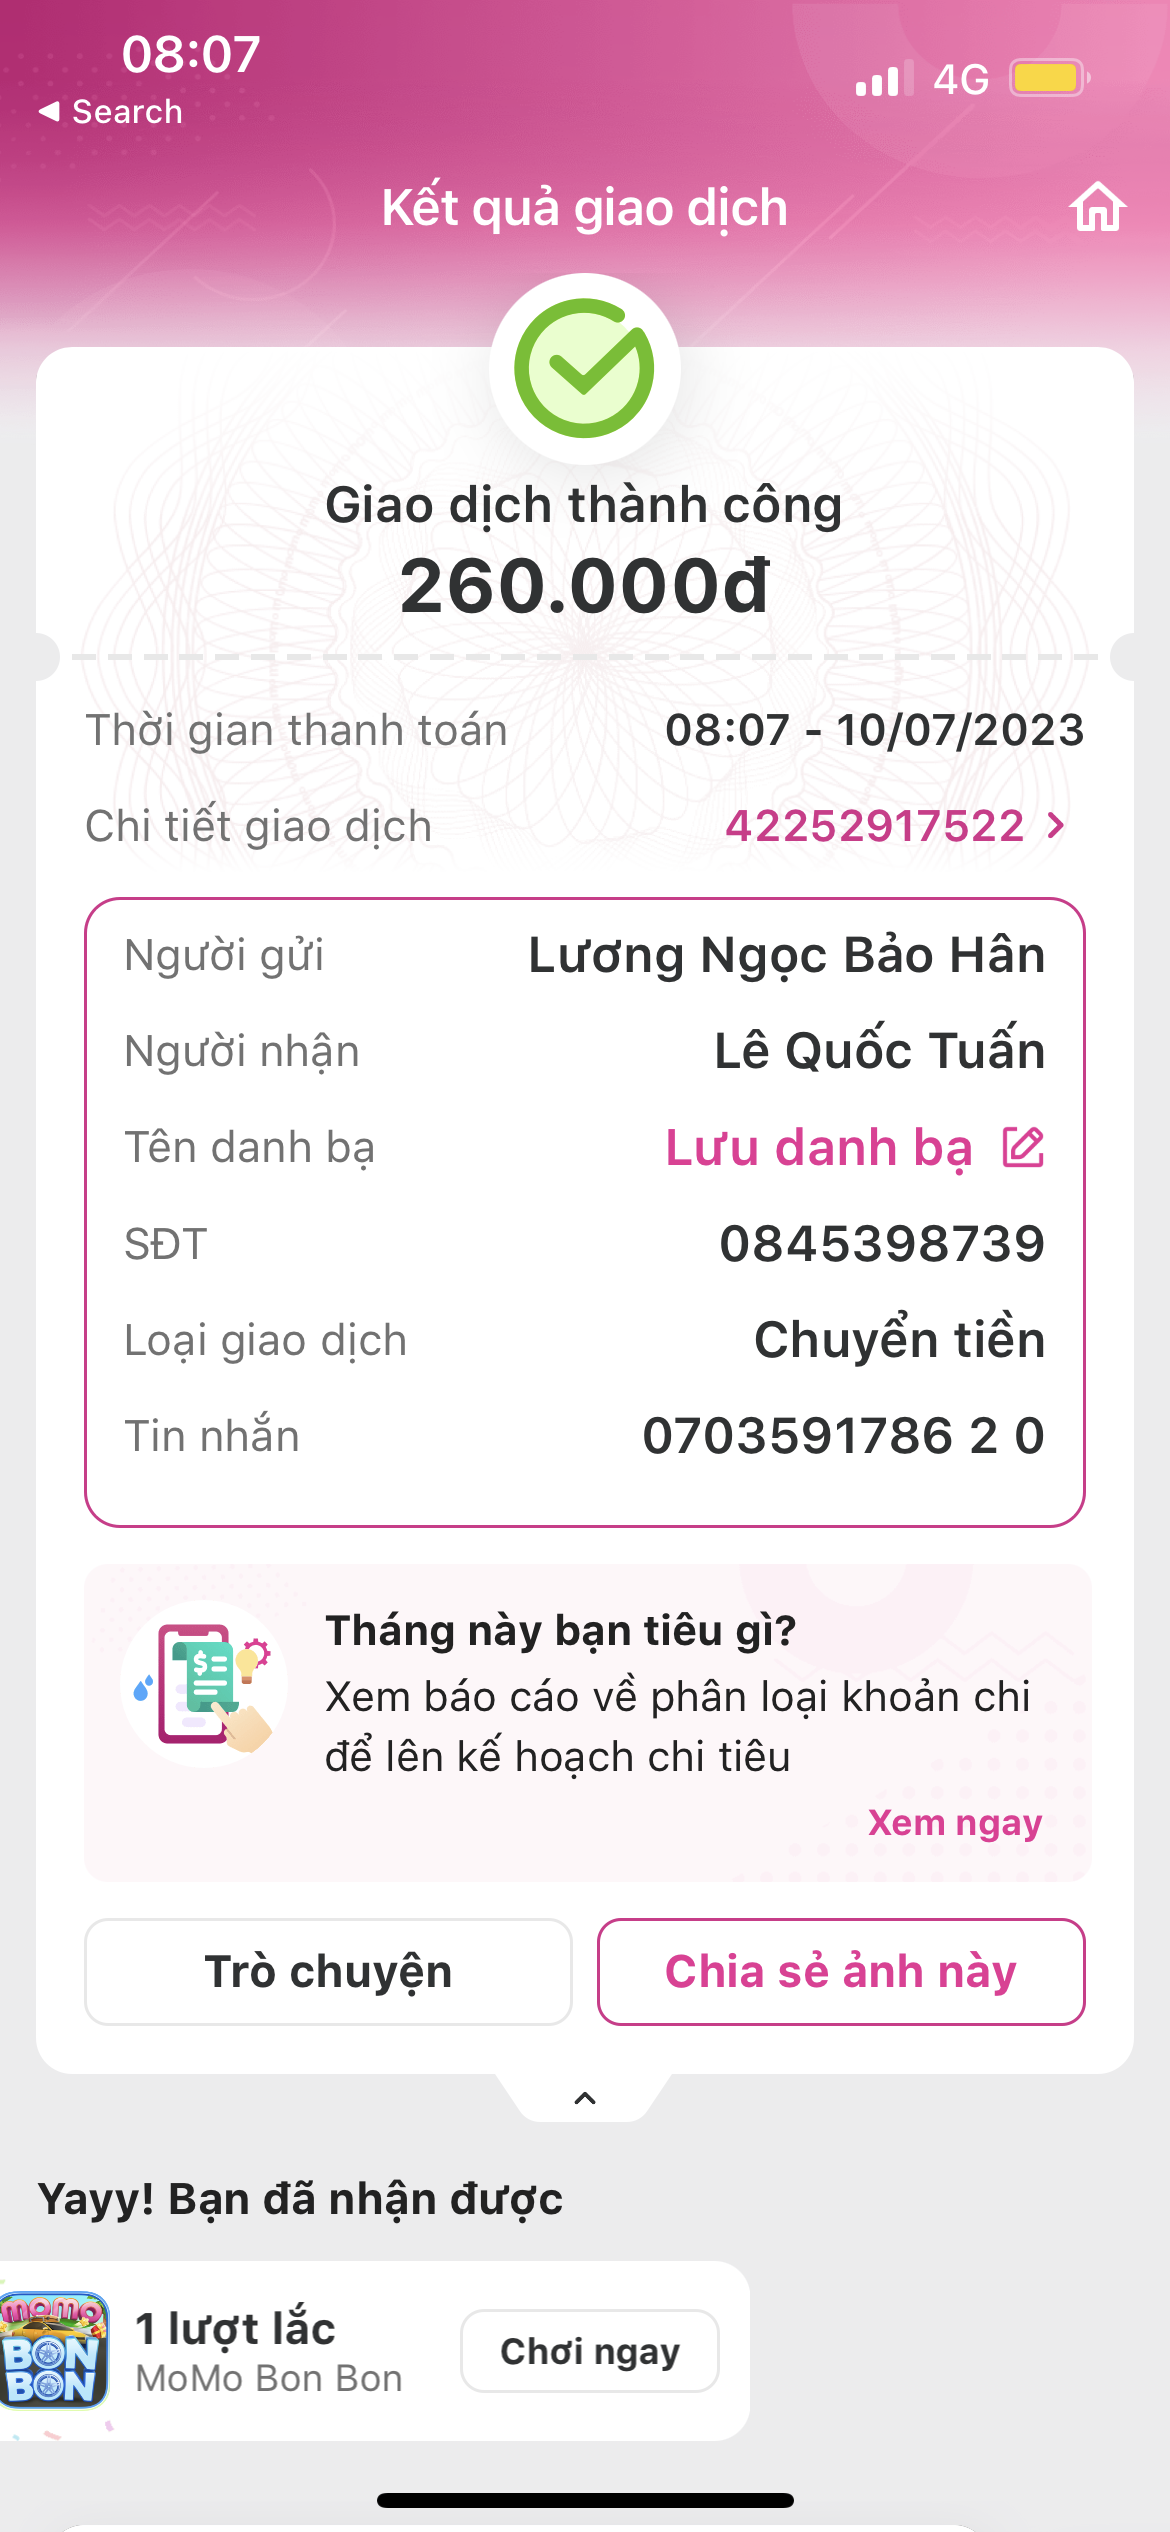 08:07
4G
◀ Search
Kết quả giao dịch
Giao dịch thành công
260.000đ
Thời gian thanh toán 08:07 - 10/07/2023
Chi tiết giao dịch 42252917522 >
Người gửi Lương Ngọc Bảo Hân
Người nhận Lê Quốc Tuấn
Tên danh bạ Lưu danh bạ
SĐT 0845398739
Loại giao dịch Chuyển tiền
Tin nhắn 0703591786 2 0
Tháng này bạn tiêu gì?
Xem báo cáo về phân loại khoản chi
để lên kế hoạch chi tiêu
Xem ngay
Trò chuyện Chia sẻ ảnh này
Yayy! Bạn đã nhận được
momo
BON
BON
1 lượt lắc
MoMo Bon Bon
Chơi ngay